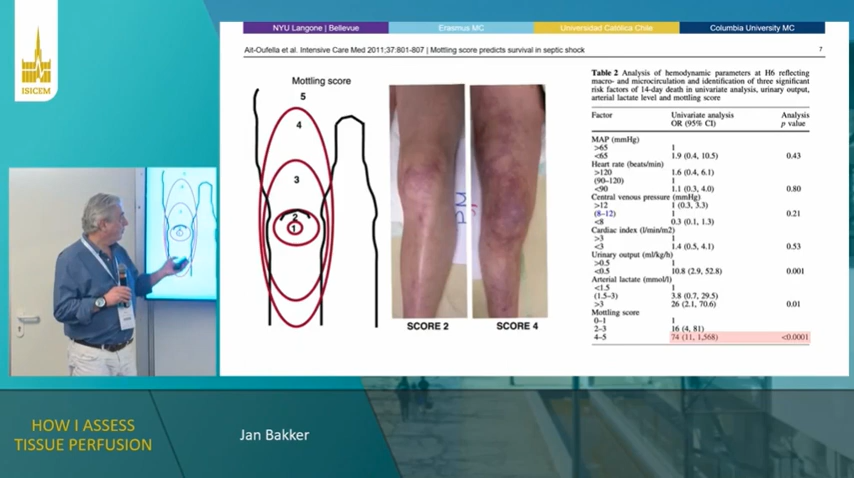 ISICEM
NYU Langone | Bellevue
Erasmus MC
Universidad Catolica Chile
Columbia University MC
Ait-Oufella et al. Intensive Care Med 2011;37:801-807 | Mottling score predicts survival in septic shock
7
Mottling score
5
4
3
2
1
SCORE 2
SCORE 4
Table 2 Analysis of hemodynamic parameters at H6 reflecting
macro- and microcirculation and identification of three significant
risk factors of 14-day death in univariate analysis, urinary output,
arterial lactate level and mottling score
Factor Univariate analysis Analysis
OR (95% CI) p value
MAP (mmHg)
>65 1
<65 1.9 (0.4, 10.5) 0.43
Heart rate (beats/min)
>120 1.6 (0.4, 6.1)
(90–120) 1
<90 1.1 (0.3, 4.0) 0.80
Central venous pressure (mmHg)
>12 1 (0.3, 3.3)
(8–12) 1 0.21
<8 0.3 (0.1, 1.3)
Cardiac index (l/min/m2)
>3 1
<3 1.4 (0.5, 4.1) 0.53
Urinary output (ml/kg/h)
>0.5 1
<0.5 10.8 (2.9, 52.8) 0.001
Arterial lactate (mmol/l)
<1.5 1
(1.5–3) 3.8 (0.7, 29.5)
>3 26 (2.1, 70.6) 0.01
Mottling score
0–1 1
2–3 16 (4, 81)
4–5 74 (11, 1,568) <0.0001
HOW I ASSESS
TISSUE PERFUSION
Jan Bakker